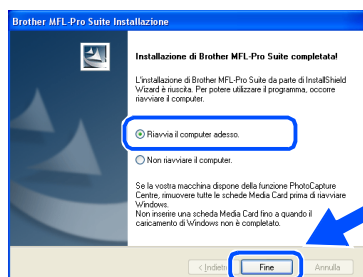 Brother MFL-Pro Suite Installazione
Installazione di Brother MFL-Pro Suite completata!
L'installazione di Brother MFL-Pro Suite da parte di InstallShield
Wizard è riuscita. Per potere utilizzare il programma, occorre
riavviare il computer.
Riavvia il computer adesso.
Non riavviare il computer.
Se la vostra macchina dispone della funzione PhotoCapture
Centre, rimuovere tutte le schede Media Card prima di riavviare
Windows.
Non inserire una scheda Media Card fino a quando il
caricamento di Windows non è completato.
< Indietro Fine Annulla